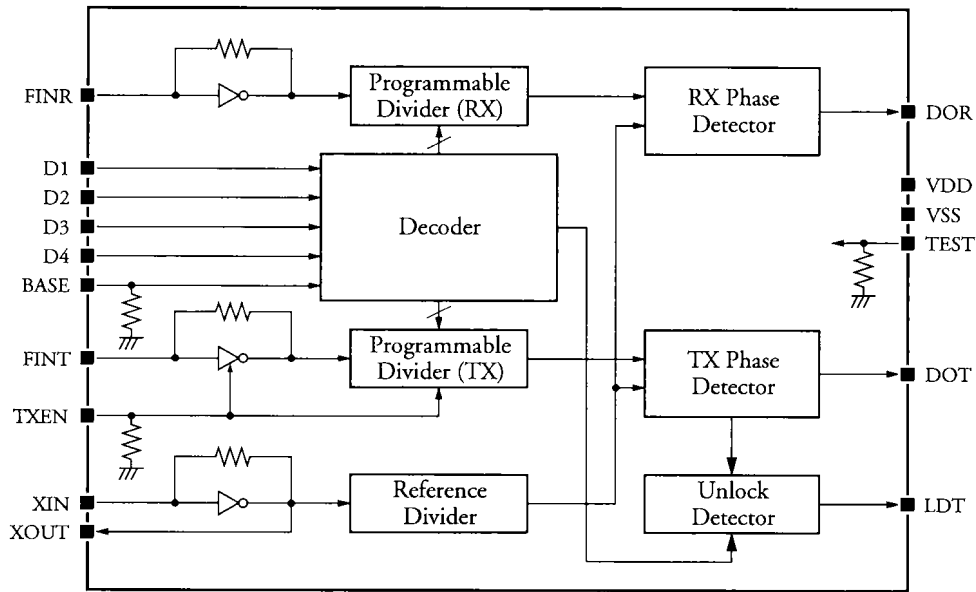 FINR
Programmable
Divider (RX)
RX Phase
Detector
DOR
D1
D2
D3
D4
BASE
Decoder
VDD
VSS
TEST
FINT
Programmable
Divider (TX)
TX Phase
Detector
DOT
TXEN
XIN
XOUT
Reference
Divider
Unlock
Detector
LDT